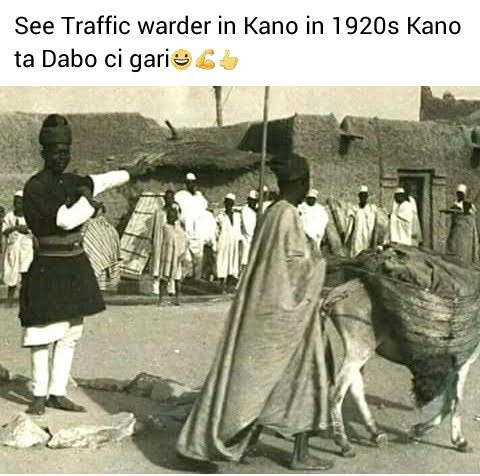 See Traffic warder in Kano in 1920s Kano
ta Dabo ci gari😀💪👍